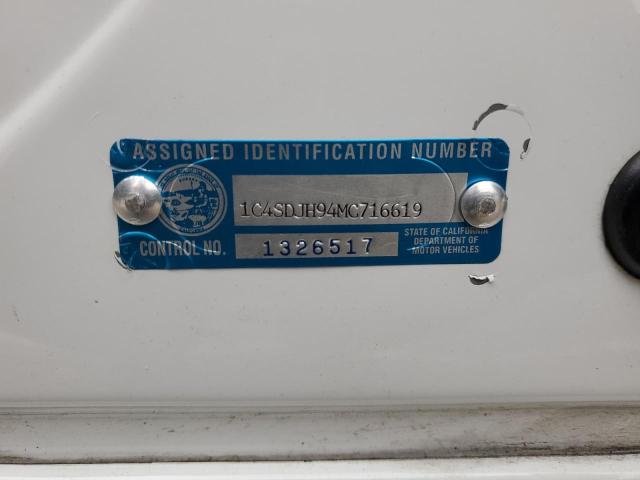 ASSIGNED IDENTIFICATION NUMBER
1C4SDJH94MC716619
CONTROL NO. 1326517
STATE OF CALIFORNIA
DEPARTMENT OF
MOTOR VEHICLES